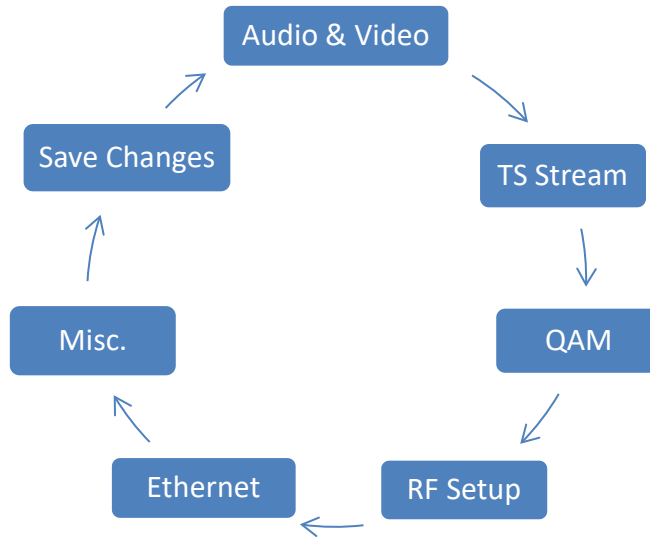 Audio & Video
TS Stream
QAM
RF Setup
Ethernet
Misc.
Save Changes